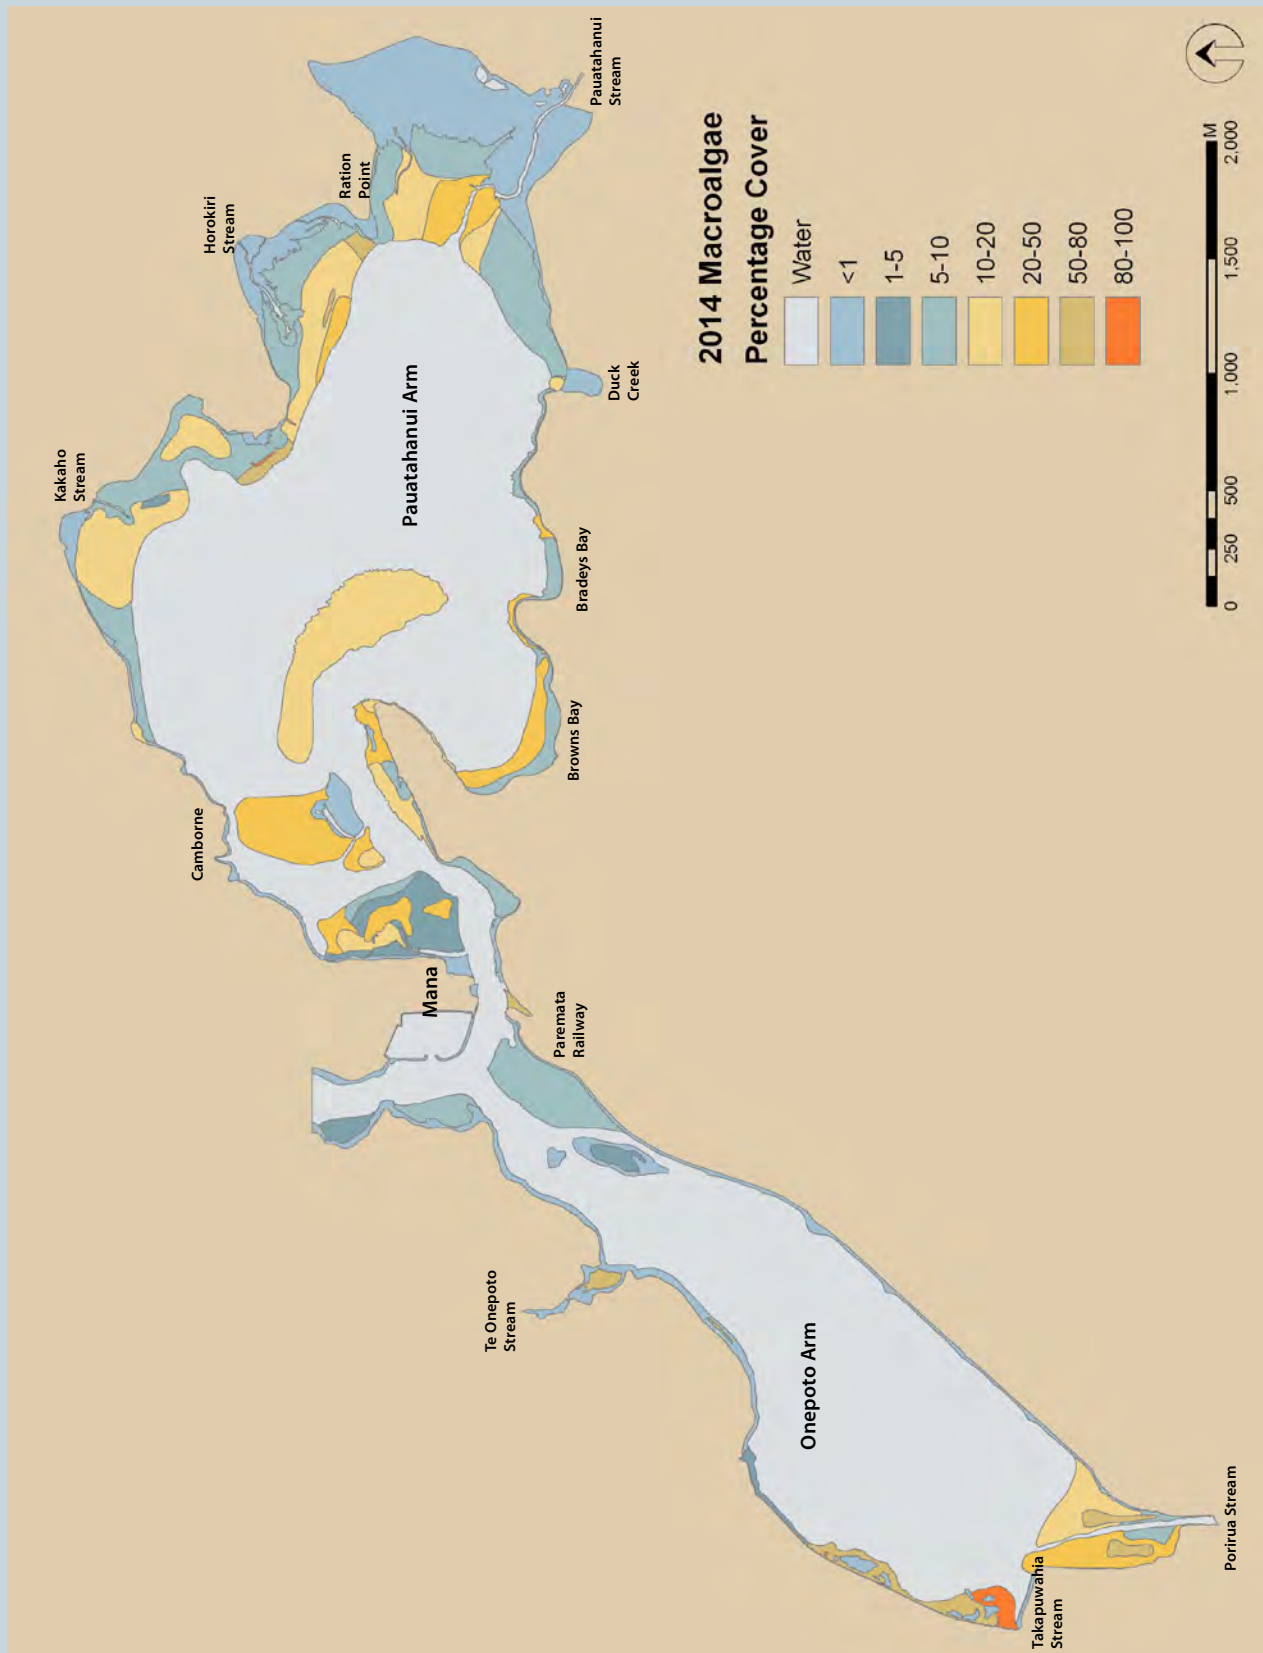 Pauatahanui
Stream
Ration
Point
Horokiri
Stream
Kakaho
Stream
Pauatahanui Arm
Duck
Creek
Bradeys Bay
Browns Bay
Camborne
Mana
Paremata
Railway
Te Onepoto
Stream
Onepoto Arm
Takapuwahia
Stream
Porirua Stream
2014 Macroalgae
Percentage Cover
Water
<1
1-5
5-10
10-20
20-50
50-80
80-100
0 250 500 1,000 1,500 2,000
M